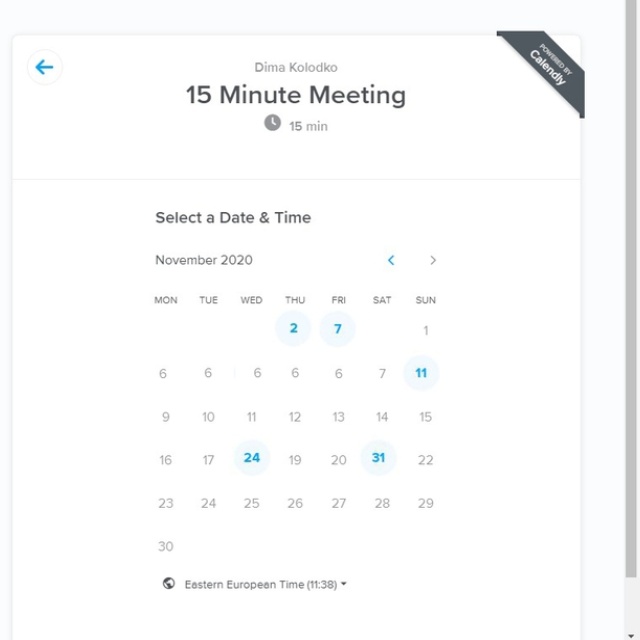 POWERED BY
Calendly
Dima Kolodko
15 Minute Meeting
15 min
Select a Date & Time
November 2020
MON TUE WED THU FRI SAT SUN
2 7 1
6 6 6 6 6 7 11
9 10 11 12 13 14 15
16 17 24 19 20 31 22
23 24 25 26 27 28 29
30
Eastern European Time (11:38)